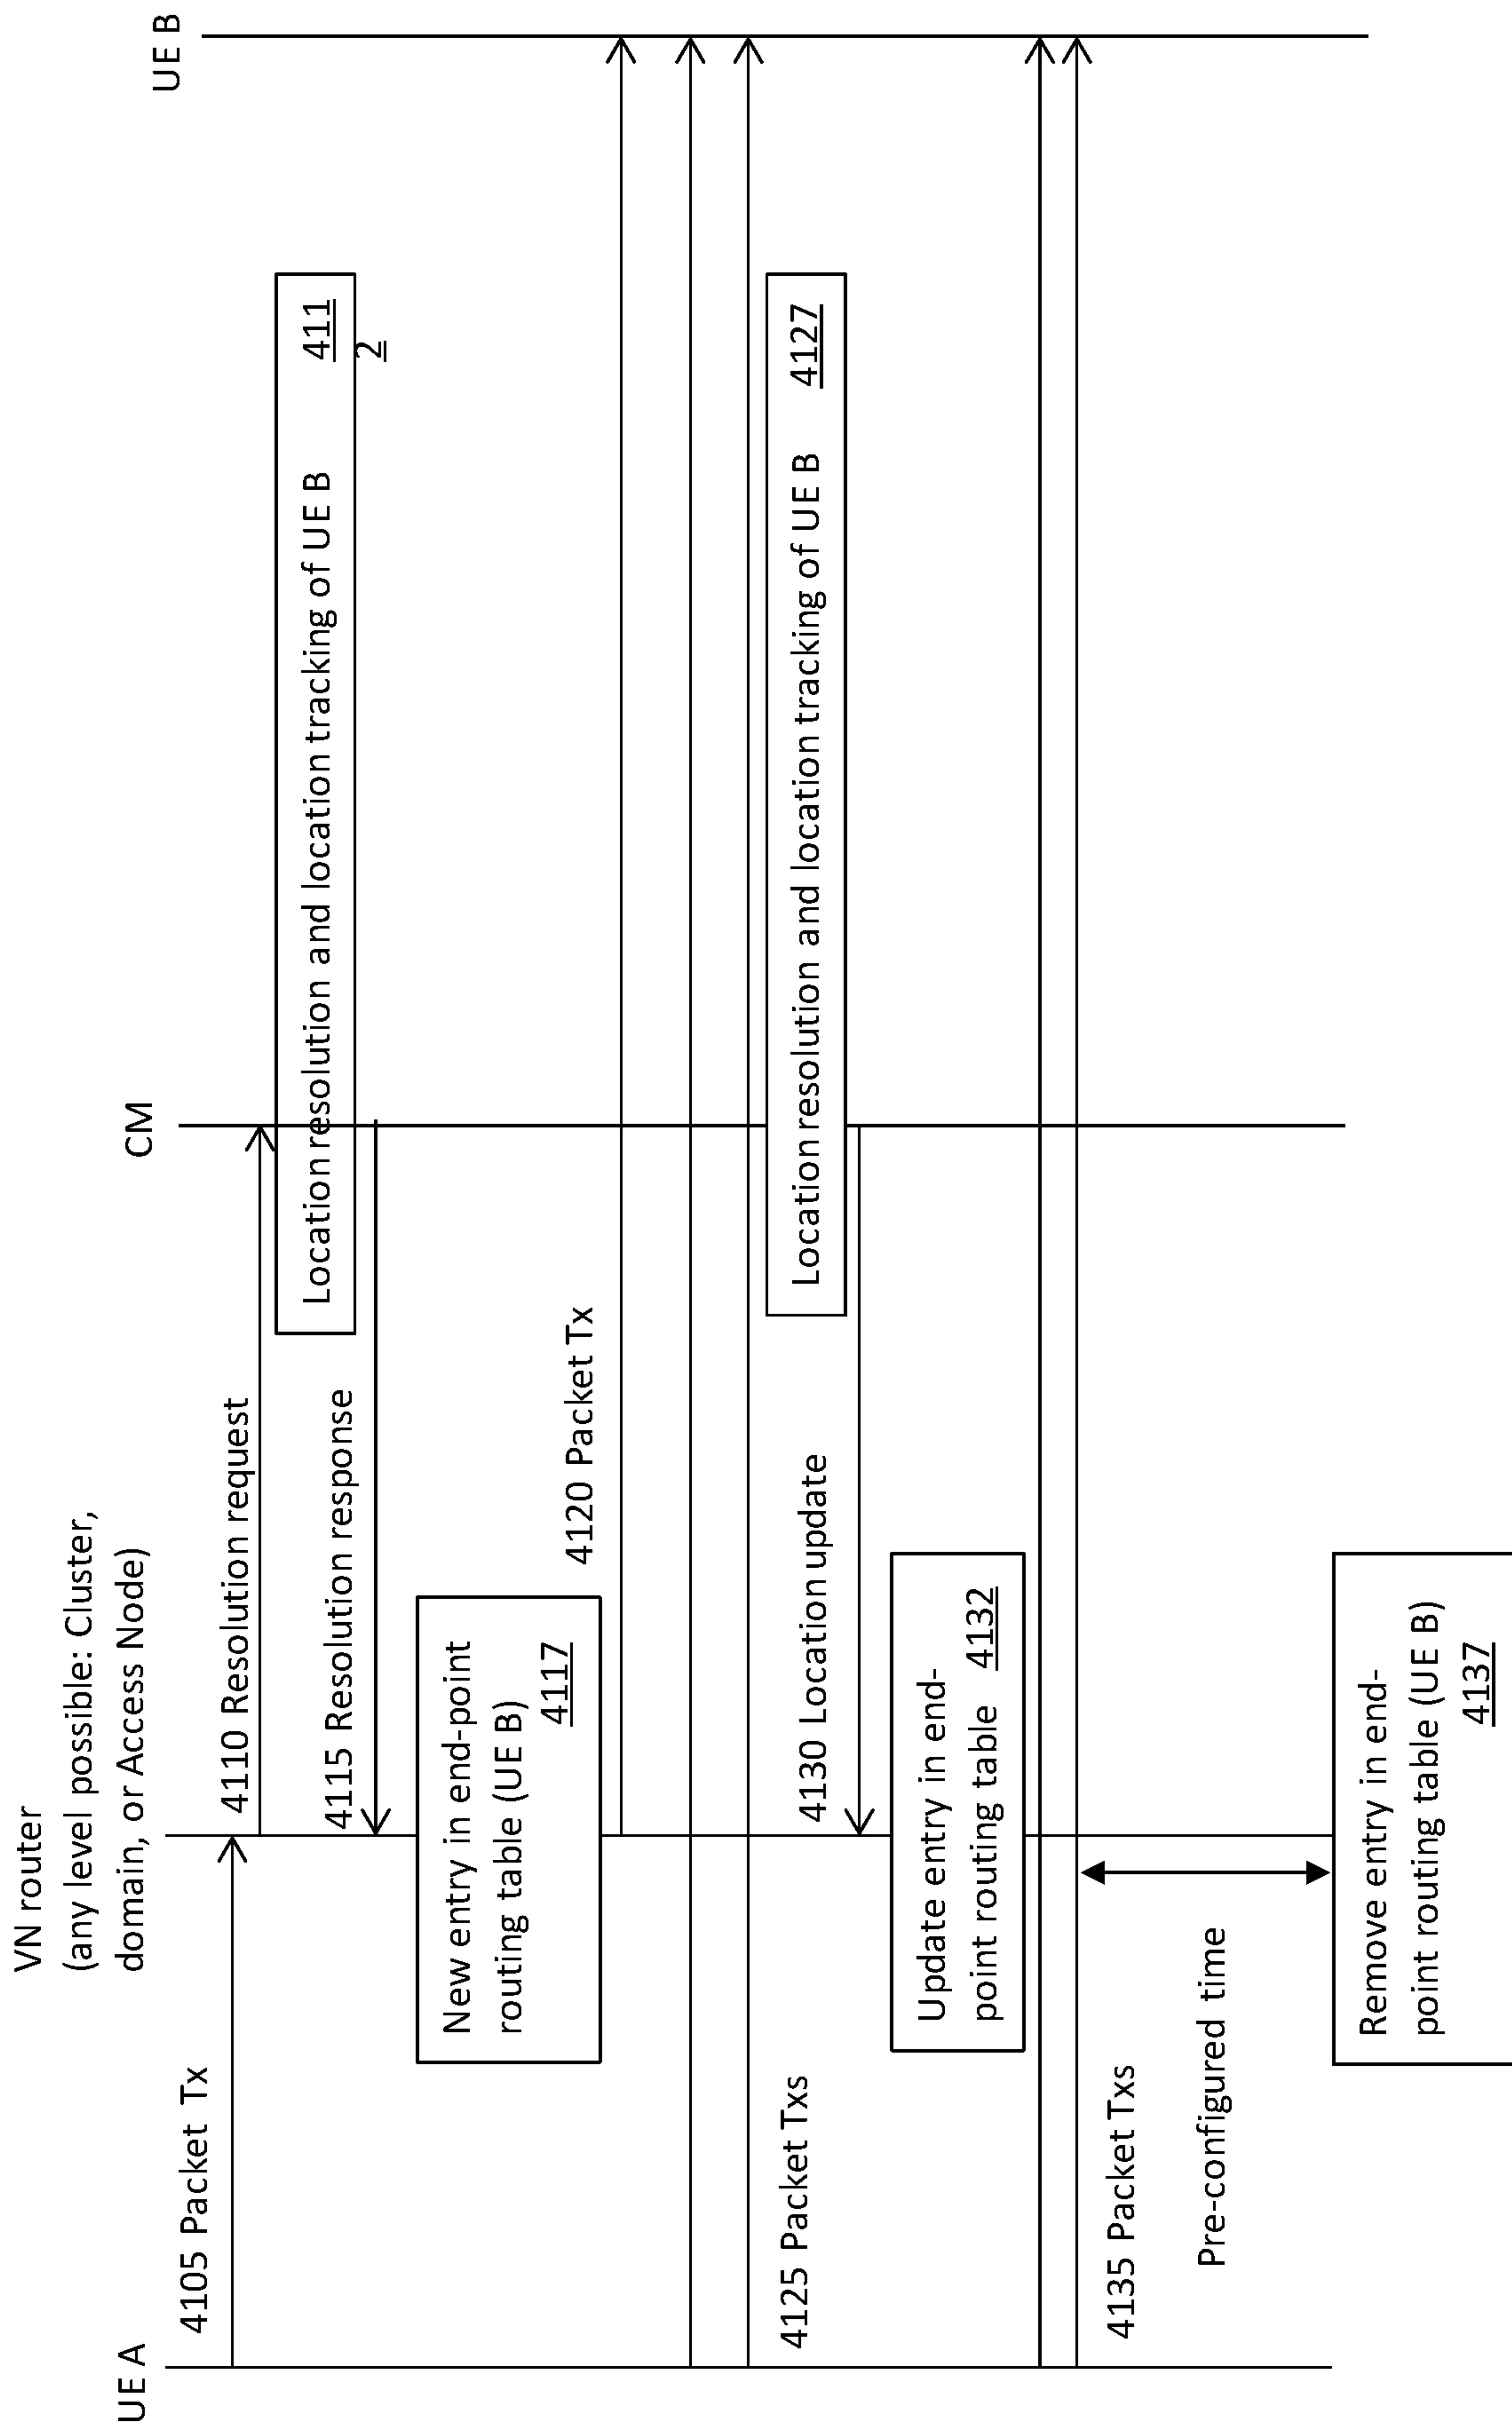 UE A
VN router
(any level possible: Cluster,
domain, or Access Node)
CM
UE B
4105 Packet Tx
4110 Resolution request
Location resolution and location tracking of UE B 411
2
4115 Resolution response
New entry in end-point
routing table (UE B)
4117
4120 Packet Tx
4125 Packet Txs
Location resolution and location tracking of UE B 4127
4130 Location update
Update entry in end-
point routing table 4132
4135 Packet Txs
Pre-configured time
Remove entry in end-
point routing table (UE B)
4137